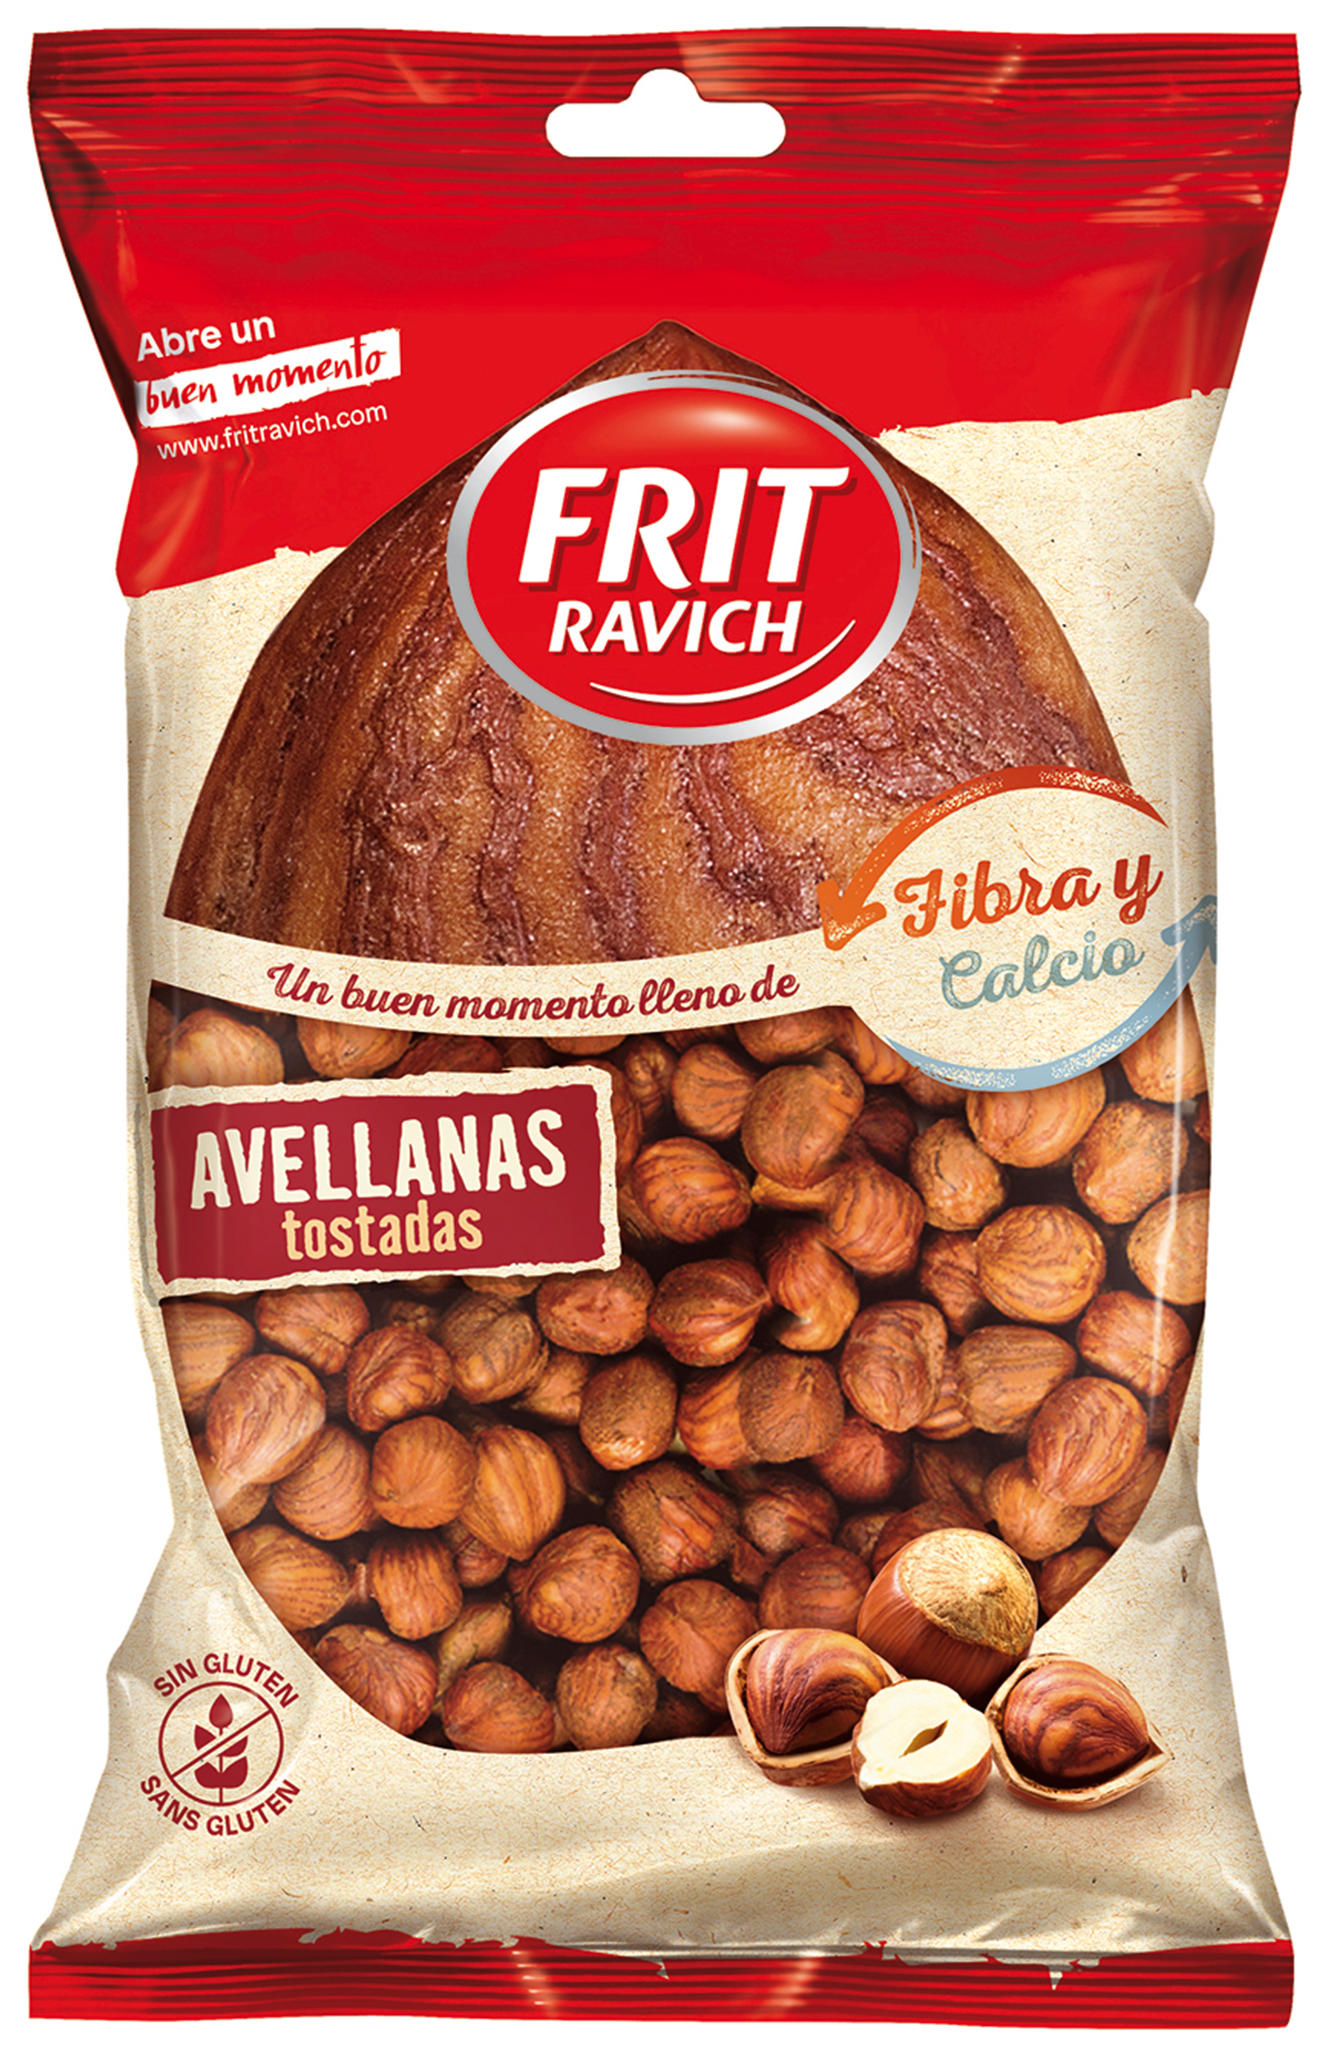 Abre un
buen momento
www.fritravich.com
FRIT
RAVICH
Fibra y
Calcio
Un buen momento lleno de
AVELLANAS
tostadas
SIN GLUTEN
SANS GLUTEN